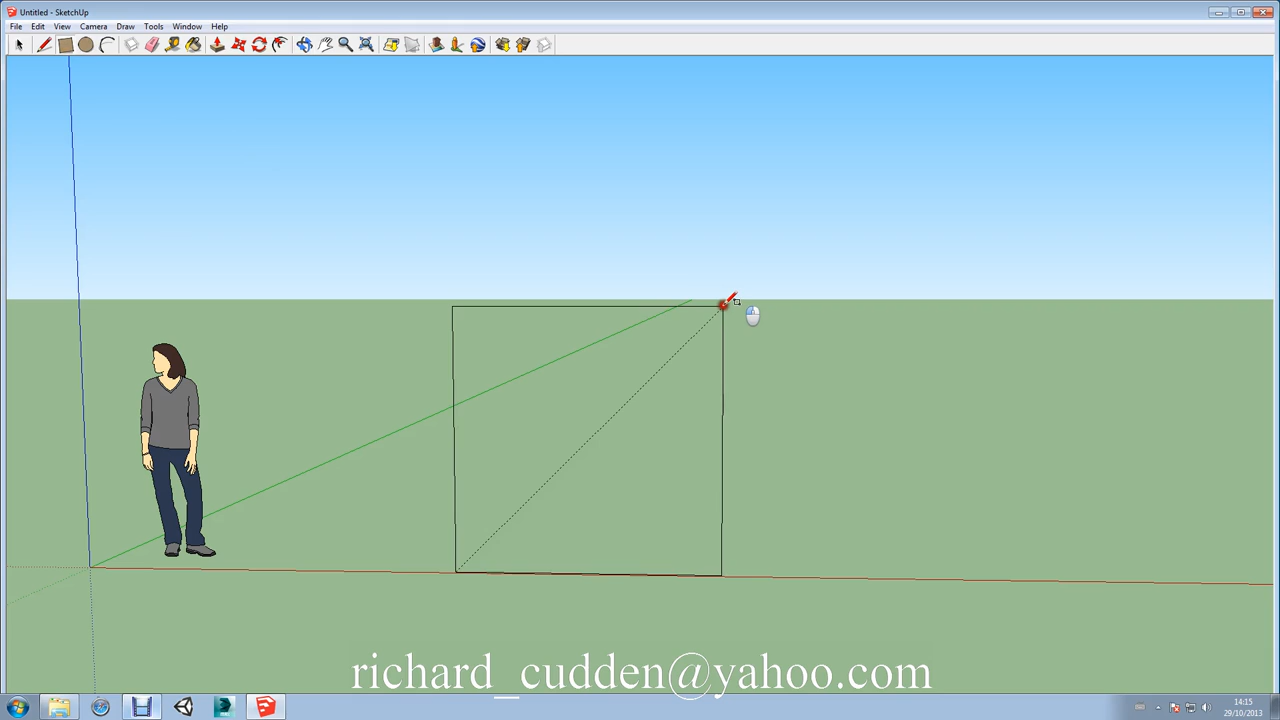 Untitled - SketchUp
File Edit View Camera Draw Tools Window Help
richard_cudden@yahoo.com
14:15
29/10/2013